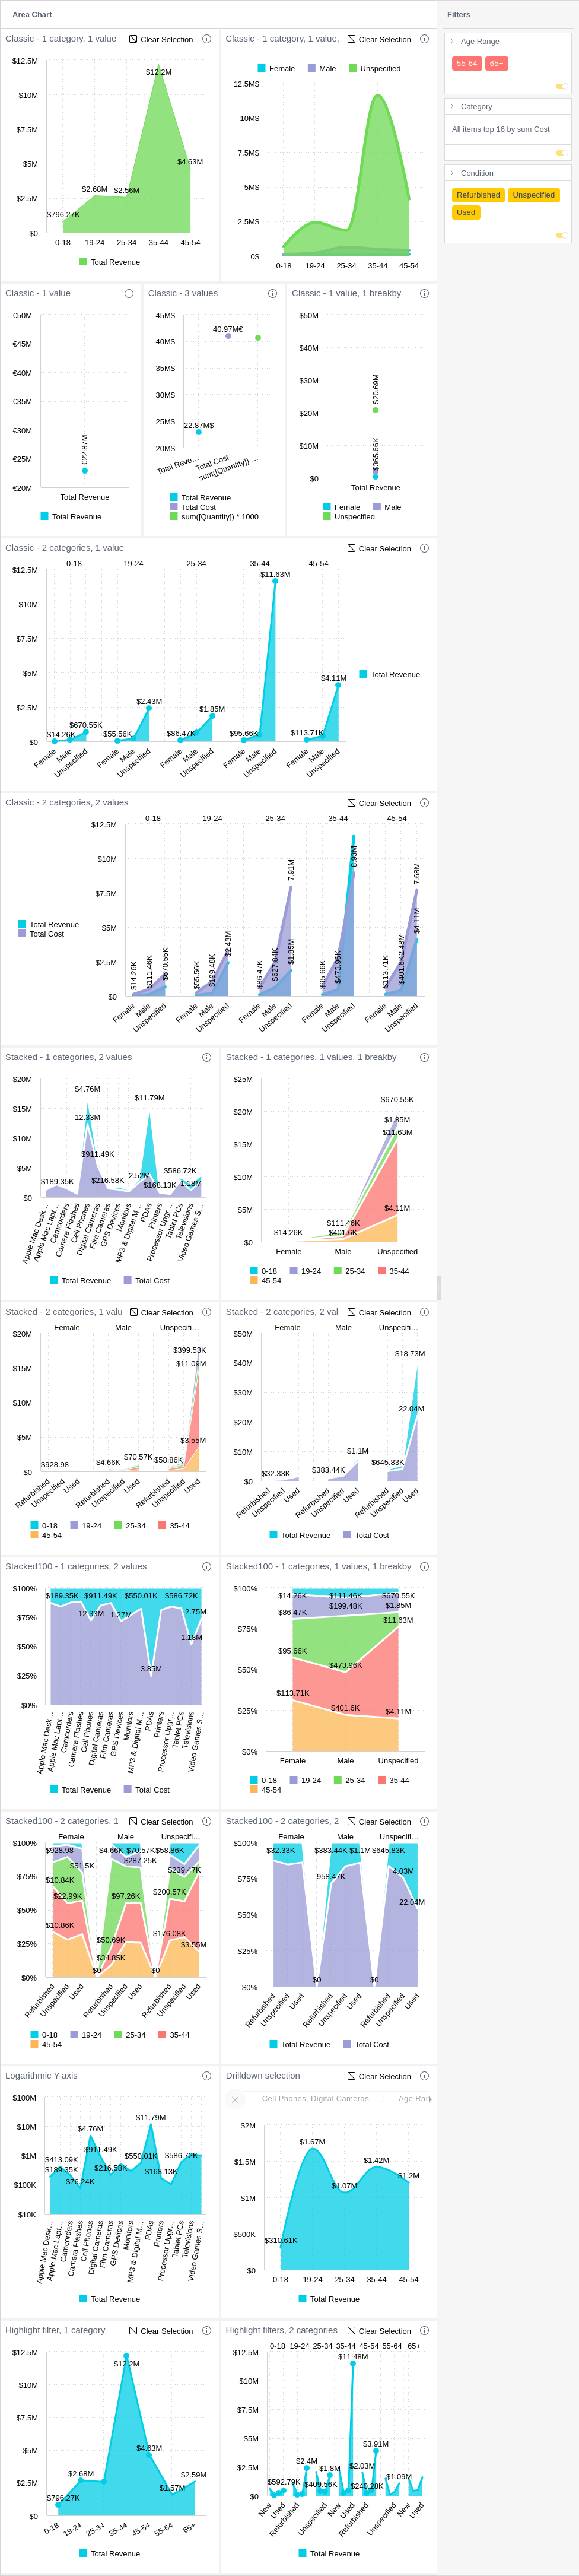 Area Chart
Filters
Classic - 1 category, 1 value
Clear Selection
$12.5M
$10M
$7.5M
$5M
$2.5M
$0
$12.2M
$4.63M
$2.68M
$2.56M
$796.27K
0-18 19-24 25-34 35-44 45-54
Total Revenue
Classic - 1 category, 1 value,
Clear Selection
Female Male Unspecified
12.5M$
10M$
7.5M$
5M$
2.5M$
0$
0-18 19-24 25-34 35-44 45-54
Age Range
55-64 65+
Category
All items top 16 by sum Cost
Condition
Refurbished Unspecified
Used
Classic - 1 value
€50M
€45M
€40M
€35M
€30M
€25M
€20M
€22.87M
Total Revenue
Total Revenue
Classic - 3 values
45M$
40M$
35M$
30M$
25M$
20M$
40.97M€
22.87M$
Total Reve...
Total Cost
sum([Quantity]) ...
Total Revenue
Total Cost
sum([Quantity]) * 1000
Classic - 1 value, 1 breakby
$50M
$40M
$30M
$20M
$10M
$0
$20.69M
$365.66K
Total Revenue
Female Male
Unspecified
Classic - 2 categories, 1 value
Clear Selection
0-18 19-24 25-34 35-44 45-54
$12.5M
$10M
$7.5M
$5M
$2.5M
$0
$11.63M
$4.11M
$2.43M
$1.85M
$670.55K
$14.26K
$55.56K
$86.47K
$95.66K
$113.71K
Female Male Unspecified Female Male Unspecified Female Male Unspecified Female Male Unspecified Female Male Unspecified
Total Revenue
Classic - 2 categories, 2 values
Clear Selection
0-18 19-24 25-34 35-44 45-54
$12.5M
$10M
$7.5M
$5M
$2.5M
$0
Total Revenue
Total Cost
$14.26K
$111.46K
$670.55K
$55.56K
$199.48K
$2.43M
$86.47K
$627.84K
$1.85M
7.91M
$95.66K
$473.96K
8.93M
$113.71K
$401.6K
2.48M
$4.11M
7.68M
Female Male Unspecified Female Male Unspecified Female Male Unspecified Female Male Unspecified Female Male Unspecified
Stacked - 1 categories, 2 values
$20M
$15M
$10M
$5M
$0
$4.76M
$11.79M
12.33M
$911.49K
$586.72K
2.52M
$216.58K
$189.35K
$168.13K
1.18M
Apple Mac Desk...
Apple Mac Lapt...
Camcorders
Camera Flashes
Cell Phones
Digital Cameras
Film Cameras
GPS Devices
Monitors
MP3 & Digital M...
PDAs
Printers
Processor Upgr...
Tablet PCs
Televisions
Video Games S...
Total Revenue Total Cost
Stacked - 1 categories, 1 values, 1 breakby
$25M
$20M
$15M
$10M
$5M
$0
$670.55K
$1.85M
$11.63M
$4.11M
$111.46K
$14.26K
$401.6K
Female Male Unspecified
0-18 19-24 25-34 35-44
45-54
Stacked - 2 categories, 1 valu
Clear Selection
Female Male Unspecifi...
$20M
$15M
$10M
$5M
$0
$399.53K
$11.09M
$3.55M
$70.57K
$58.86K
$4.66K
$928.98
Refurbished Unspecified Used Refurbished Unspecified Used Refurbished Unspecified Used
0-18 19-24 25-34 35-44
45-54
Stacked - 2 categories, 2 valu
Clear Selection
Female Male Unspecifi...
$50M
$40M
$30M
$20M
$10M
$0
$18.73M
22.04M
$1.1M
$645.83K
$383.44K
$32.33K
Refurbished Unspecified Used Refurbished Unspecified Used Refurbished Unspecified Used
Total Revenue Total Cost
Stacked100 - 1 categories, 2 values
$100%
$75%
$50%
$25%
$0%
$189.35K $911.49K $550.01K $586.72K
12.33M
1.27M
2.75M
1.18M
3.85M
Apple Mac Desk...
Apple Mac Lapt...
Camcorders
Camera Flashes
Cell Phones
Digital Cameras
Film Cameras
GPS Devices
Monitors
MP3 & Digital M...
PDAs
Printers
Processor Upgr...
Tablet PCs
Televisions
Video Games S...
Total Revenue Total Cost
Stacked100 - 1 categories, 1 values, 1 breakby
$100%
$75%
$50%
$25%
$0%
$14.26K $111.46K $670.55K
$199.48K $1.85M
$86.47K
$11.63M
$95.66K
$473.96K
$113.71K
$401.6K
$4.11M
Female Male Unspecified
0-18 19-24 25-34 35-44
45-54
Stacked100 - 2 categories, 1
Clear Selection
Female Male Unspecifi...
$100%
$75%
$50%
$25%
$0%
$928.98 $4.66K $70.57K $58.86K
$51.5K
$287.25K
$239.47K
$10.84K
$22.99K
$97.26K
$200.57K
$10.86K
$50.69K
$176.08K
$34.85K
$3.55M
$0
$0
Refurbished Unspecified Used Refurbished Unspecified Used Refurbished Unspecified Used
0-18 19-24 25-34 35-44
45-54
Stacked100 - 2 categories, 2
Clear Selection
Female Male Unspecifi...
$100%
$75%
$50%
$25%
$0%
$32.33K $383.44K $1.1M $645.83K
958.47K
4.03M
22.04M
$0
$0
Refurbished Unspecified Used Refurbished Unspecified Used Refurbished Unspecified Used
Total Revenue Total Cost
Logarithmic Y-axis
$100M
$10M
$1M
$100K
$10K
$11.79M
$4.76M
$911.49K
$413.09K
$550.01K
$586.72K
$189.35K
$216.58K
$168.13K
$76.24K
Apple Mac Desk...
Apple Mac Lapt...
Camcorders
Camera Flashes
Cell Phones
Digital Cameras
Film Cameras
GPS Devices
Monitors
MP3 & Digital M...
PDAs
Printers
Processor Upgr...
Tablet PCs
Televisions
Video Games S...
Total Revenue
Drilldown selection
Clear Selection
Cell Phones, Digital Cameras
Age Ran
$2M
$1.5M
$1M
$500K
$0
$1.67M
$1.42M
$1.2M
$1.07M
$310.61K
0-18 19-24 25-34 35-44 45-54
Total Revenue
Highlight filter, 1 category
Clear Selection
$12.5M
$10M
$7.5M
$5M
$2.5M
$0
$12.2M
$4.63M
$2.68M
$2.59M
$1.57M
$796.27K
0-18 19-24 25-34 35-44 45-54 55-64 65+
Total Revenue
Highlight filters, 2 categories
Clear Selection
0-18 19-24 25-34 35-44 45-54 55-64 65+
$12.5M
$10M
$7.5M
$5M
$2.5M
$0
$11.48M
$3.91M
$2.4M
$2.03M
$1.8M
$1.09M
$592.79K
$409.56K
$240.28K
New Used Refurbished Unspecified New Used Refurbished Unspecified New Used
Total Revenue